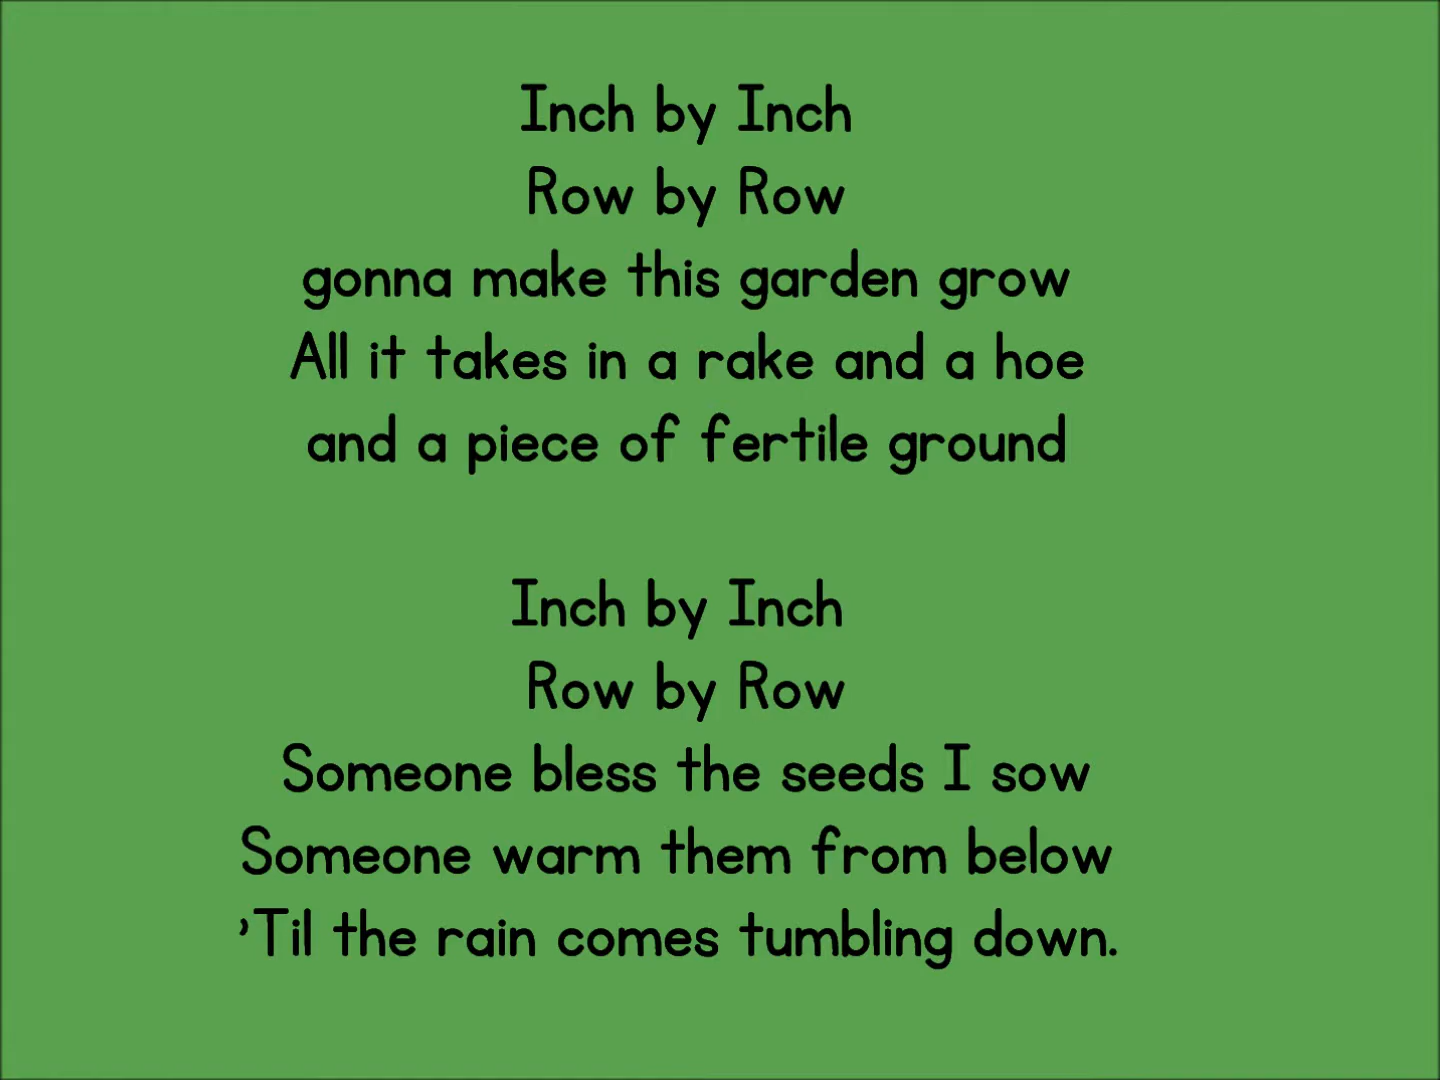 Inch by Inch
Row by Row
gonna make this garden grow
All it takes in a rake and a hoe
and a piece of fertile ground
Inch by Inch
Row by Row
Someone bless the seeds I sow
Someone warm them from below
'Til the rain comes tumbling down.